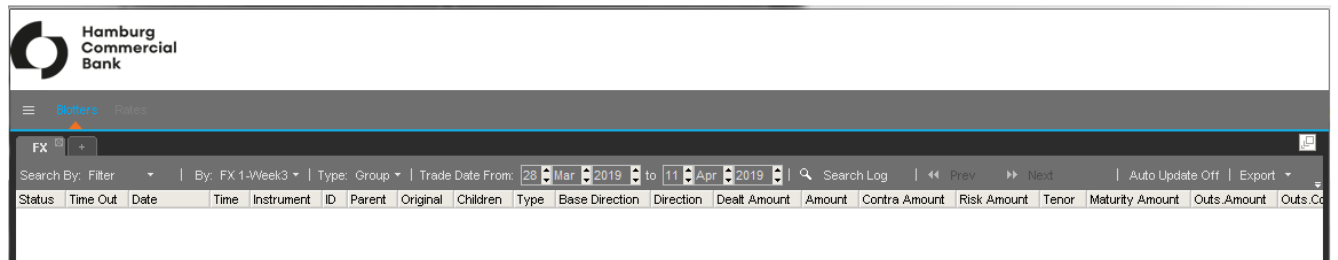 Hamburg
Commercial
Bank
Blotters Rates
FX +
Search By: Filter | By: FX 1-Week3 | Type: Group | Trade Date From: 28 Mar 2019 to 11 Apr 2019 | Search Log | Prev Next | Auto Update Off | Export
Status Time Out Date Time Instrument ID Parent Original Children Type Base Direction Direction Dealt Amount Amount Contra Amount Risk Amount Tenor Maturity Amount Outs.Amount Outs.Co